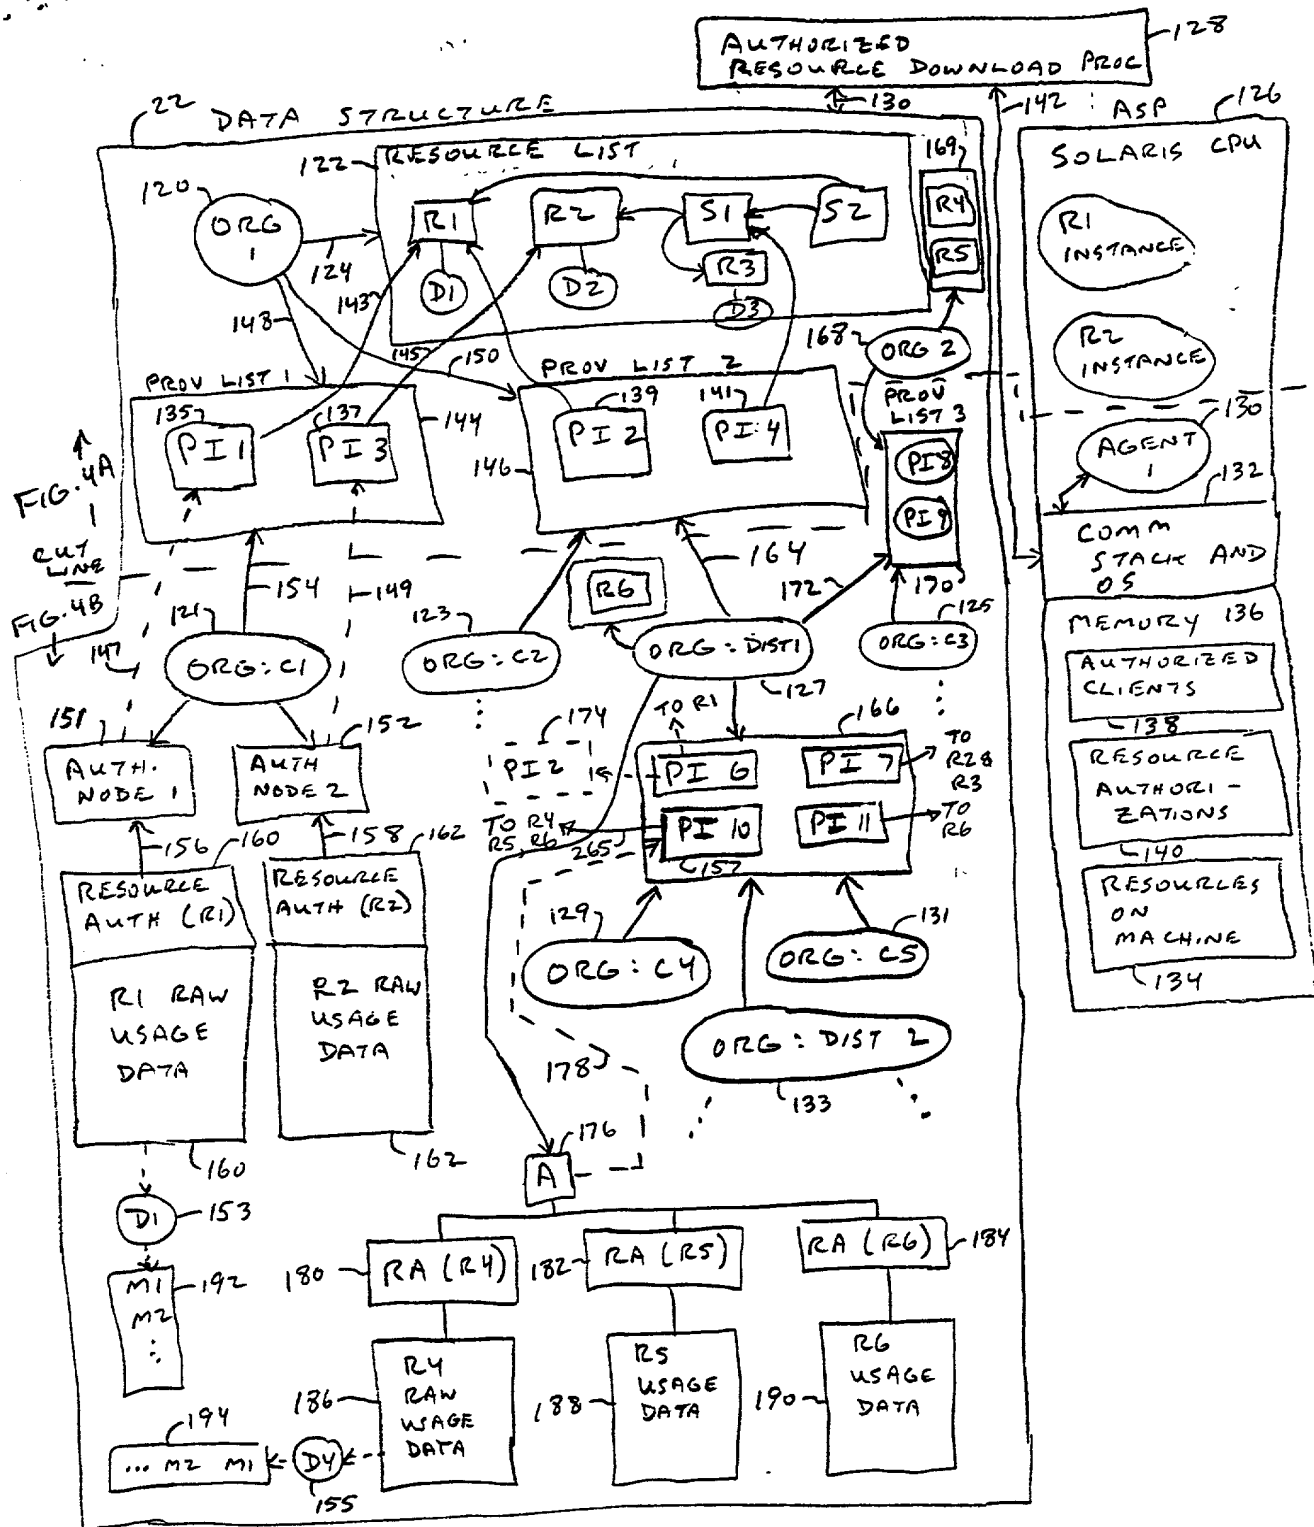 AUTHORIZED
RESOURCE DOWNLOAD PROC
128
22
DATA STRUCTURE
130
142
ASP
126
122
RESOURCE LIST
169
SOLARIS CPU
120
ORG
1
124
R1
R2
S1
S2
R3
D1
D2
D3
R4
R5
R1
INSTANCE
143
148
145
150
168
ORG 2
R2
INSTANCE
PROV LIST 1
PROV LIST 2
PROV
LIST 3
135
PI 1
137
PI 3
144
139
PI 2
141
PI 4
146
PI 8
PI 9
130
AGENT
1
132
FIG. 4A
CUT
LINE
FIG. 4B
COMM
STACK AND
OS
154
149
164
172
170
R6
147
121
ORG: C1
123
ORG: C2
ORG: DIST1
127
125
ORG: C3
MEMORY 136
AUTHORIZED
CLIENTS
138
151
AUTH.
NODE 1
152
AUTH
NODE 2
174
PI 2
TO R1
166
PI 6
PI 7
TO
R2 &
R3
RESOURCE
AUTHORI-
ZATIONS
140
156
160
158
162
TO R4
R5, R6
265
PI 10
157
PI 11
TO
R6
RESOURCE
AUTH (R1)
RESOURCE
AUTH (R2)
RESOURCES
ON
MACHINE
134
129
ORG: C4
131
ORG: C5
R1 RAW
USAGE
DATA
R2 RAW
USAGE
DATA
ORG: DIST 2
133
178
160
162
176
A
D1
153
M1
M2
⋮
192
180
RA (R4)
182
RA (R5)
RA (R6)
184
186
R4
RAW
USAGE
DATA
188
R5
USAGE
DATA
190
R6
USAGE
DATA
194
... M2 M1
D4
155